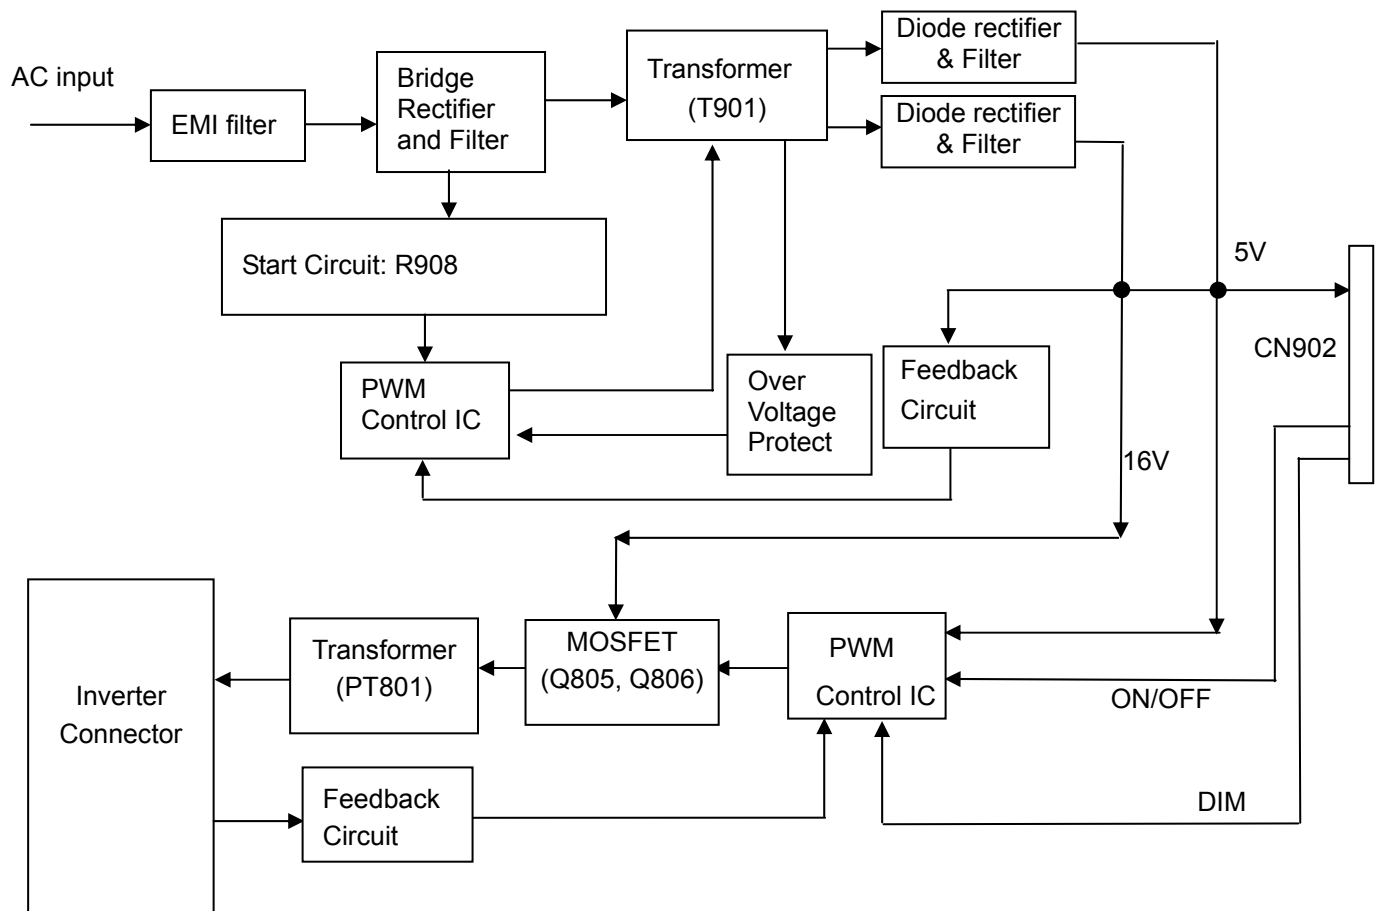 Diode rectifier
& Filter
AC input
Bridge
Rectifier
and Filter
Transformer
(T901)
EMI filter
Diode rectifier
& Filter
Start Circuit: R908
5V
CN902
PWM
Control IC
Over
Voltage
Protect
Feedback
Circuit
16V
Inverter
Connector
Transformer
(PT801)
MOSFET
(Q805, Q806)
PWM
Control IC
ON/OFF
Feedback
Circuit
DIM